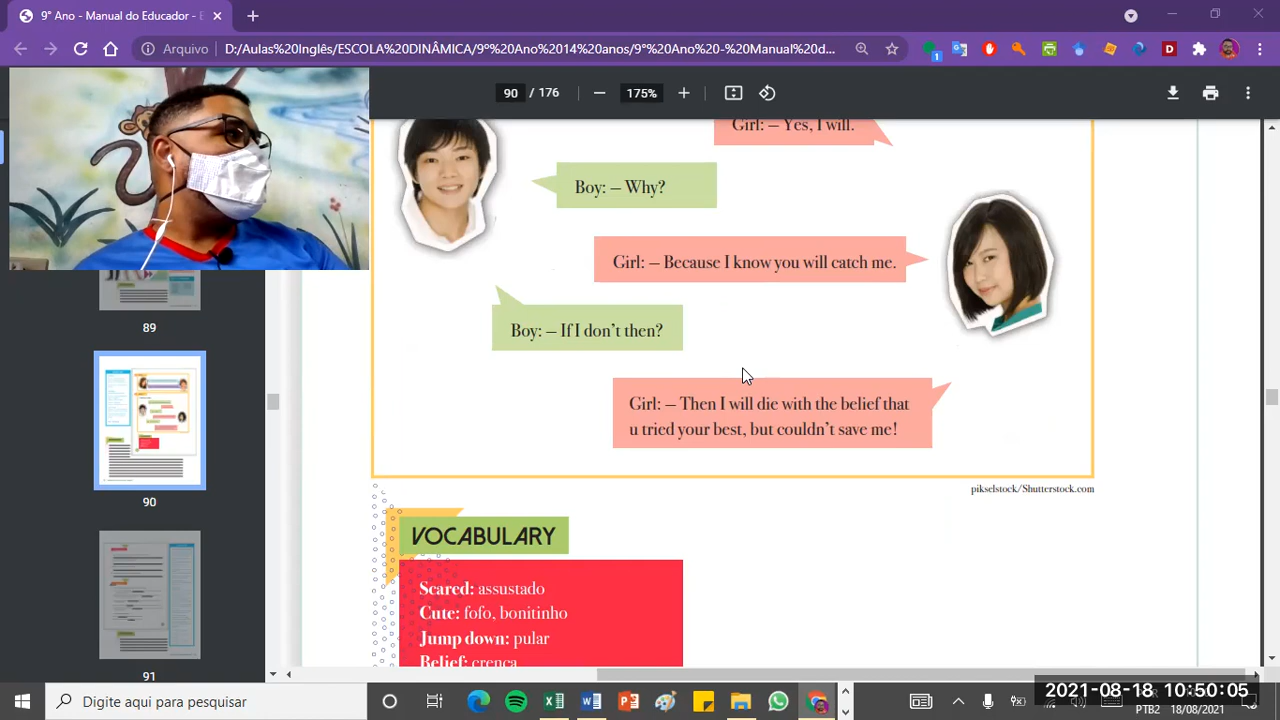 9° Ano - Manual do Educador - E
Arquivo
D:/Aulas%20Inglês/ESCOLA%20DINÂMICA/9º%20Ano%2014%20anos/9°%20Ano%20-%20Manual%20d...
90 / 176
175%
Girl: – Yes, I will.
Boy: – Why?
Girl: – Because I know you will catch me.
Boy: – If I don't then?
Girl: – Then I will die with the belief that
u tried your best, but couldn't save me!
pikselstock/Shutterstock.com
VOCABULARY
Scared: assustado
Cute: fofo, bonitinho
Jump down: pular
Belief: crença
89
90
91
Digite aqui para pesquisar
2021-08-18 10:50:05
PTB2
18/08/2021